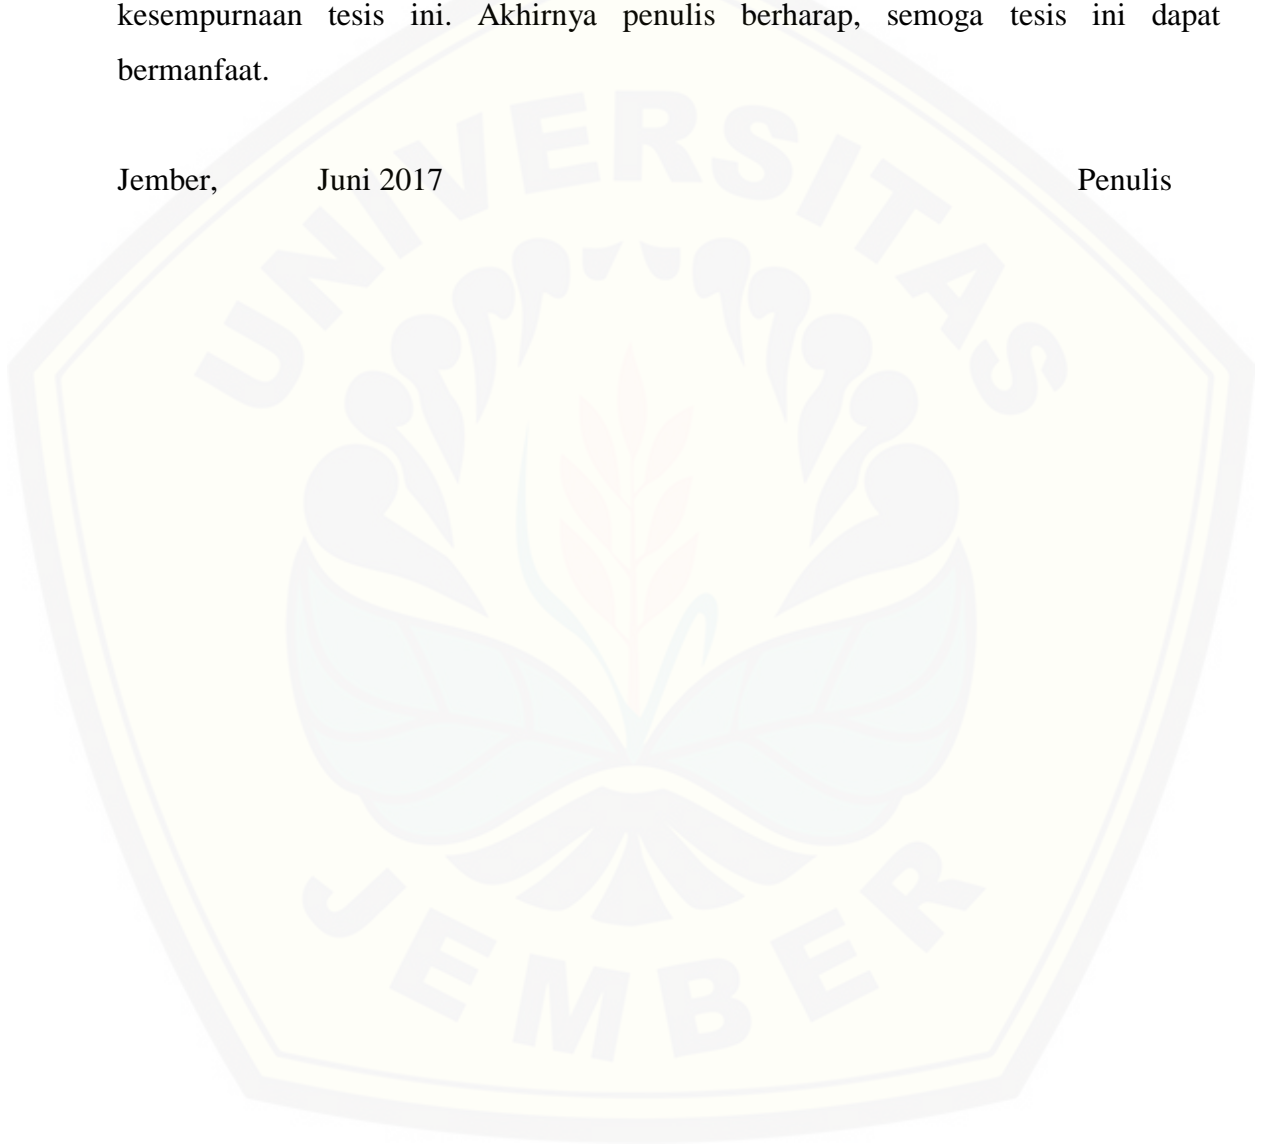 kesempurnaan tesis ini. Akhirnya penulis berharap, semoga tesis ini dapat
bermanfaat.
Jember, Juni 2017 Penulis
UNIVERSITAS
JEMBER